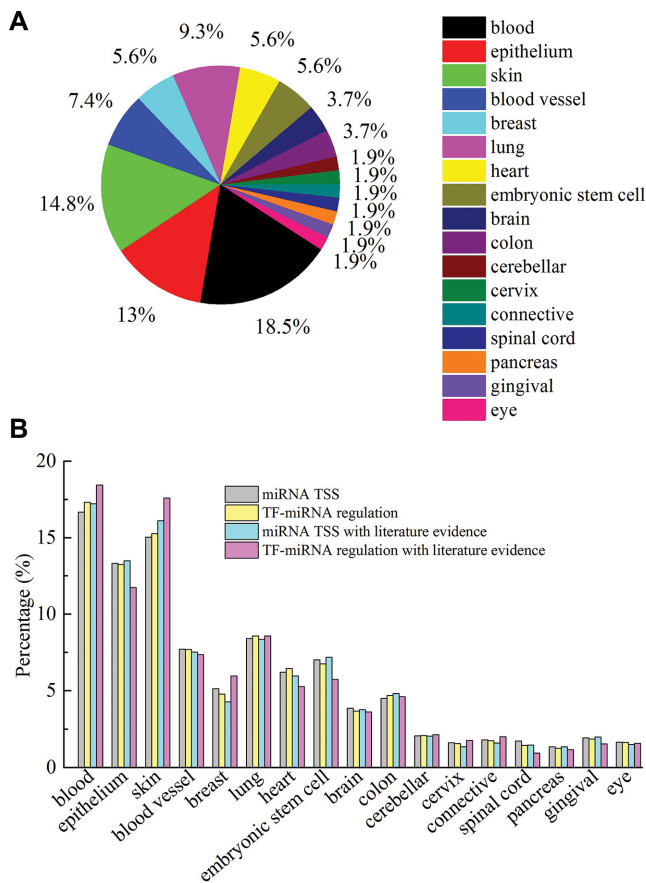 A
9.3%
5.6%
5.6%
5.6%
7.4%
3.7%
3.7%
1.9%
1.9%
1.9%
1.9%
1.9%
1.9%
1.9%
14.8%
13%
18.5%
blood
epithelium
skin
blood vessel
breast
lung
heart
embryonic stem cell
brain
colon
cerebellar
cervix
connective
spinal cord
pancreas
gingival
eye
B
Percentage (%)
20
15
10
5
0
miRNA TSS
TF-miRNA regulation
miRNA TSS with literature evidence
TF-miRNA regulation with literature evidence
blood
epithelium
skin
blood vessel
breast
lung
heart
embryonic stem cell
brain
colon
cerebellar
cervix
connective
spinal cord
pancreas
gingival
eye